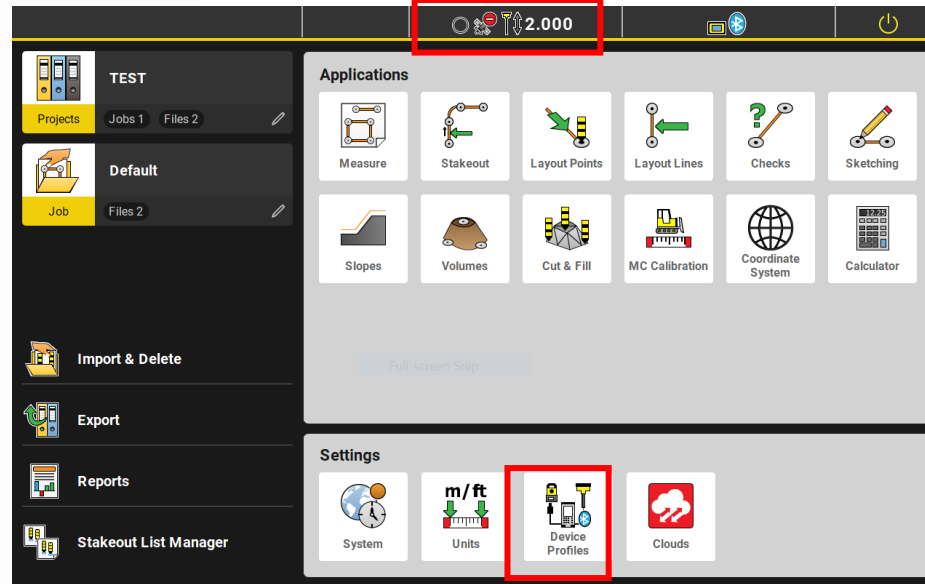 2.000
TEST
Projects
Jobs 1 Files 2
Default
Job
Files 2
Import & Delete
Export
Reports
Stakeout List Manager
Applications
Measure
Stakeout
Layout Points
Layout Lines
Checks
Sketching
Slopes
Volumes
Cut & Fill
MC Calibration
Coordinate
System
12.25
Calculator
Full-screen Snip
Settings
System
m/ft
Units
Device
Profiles
Clouds